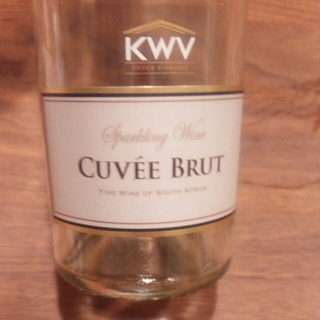 KWV
Sparkling Wine
CUVÉE BRUT
FINE WINE OF SOUTH AFRICA